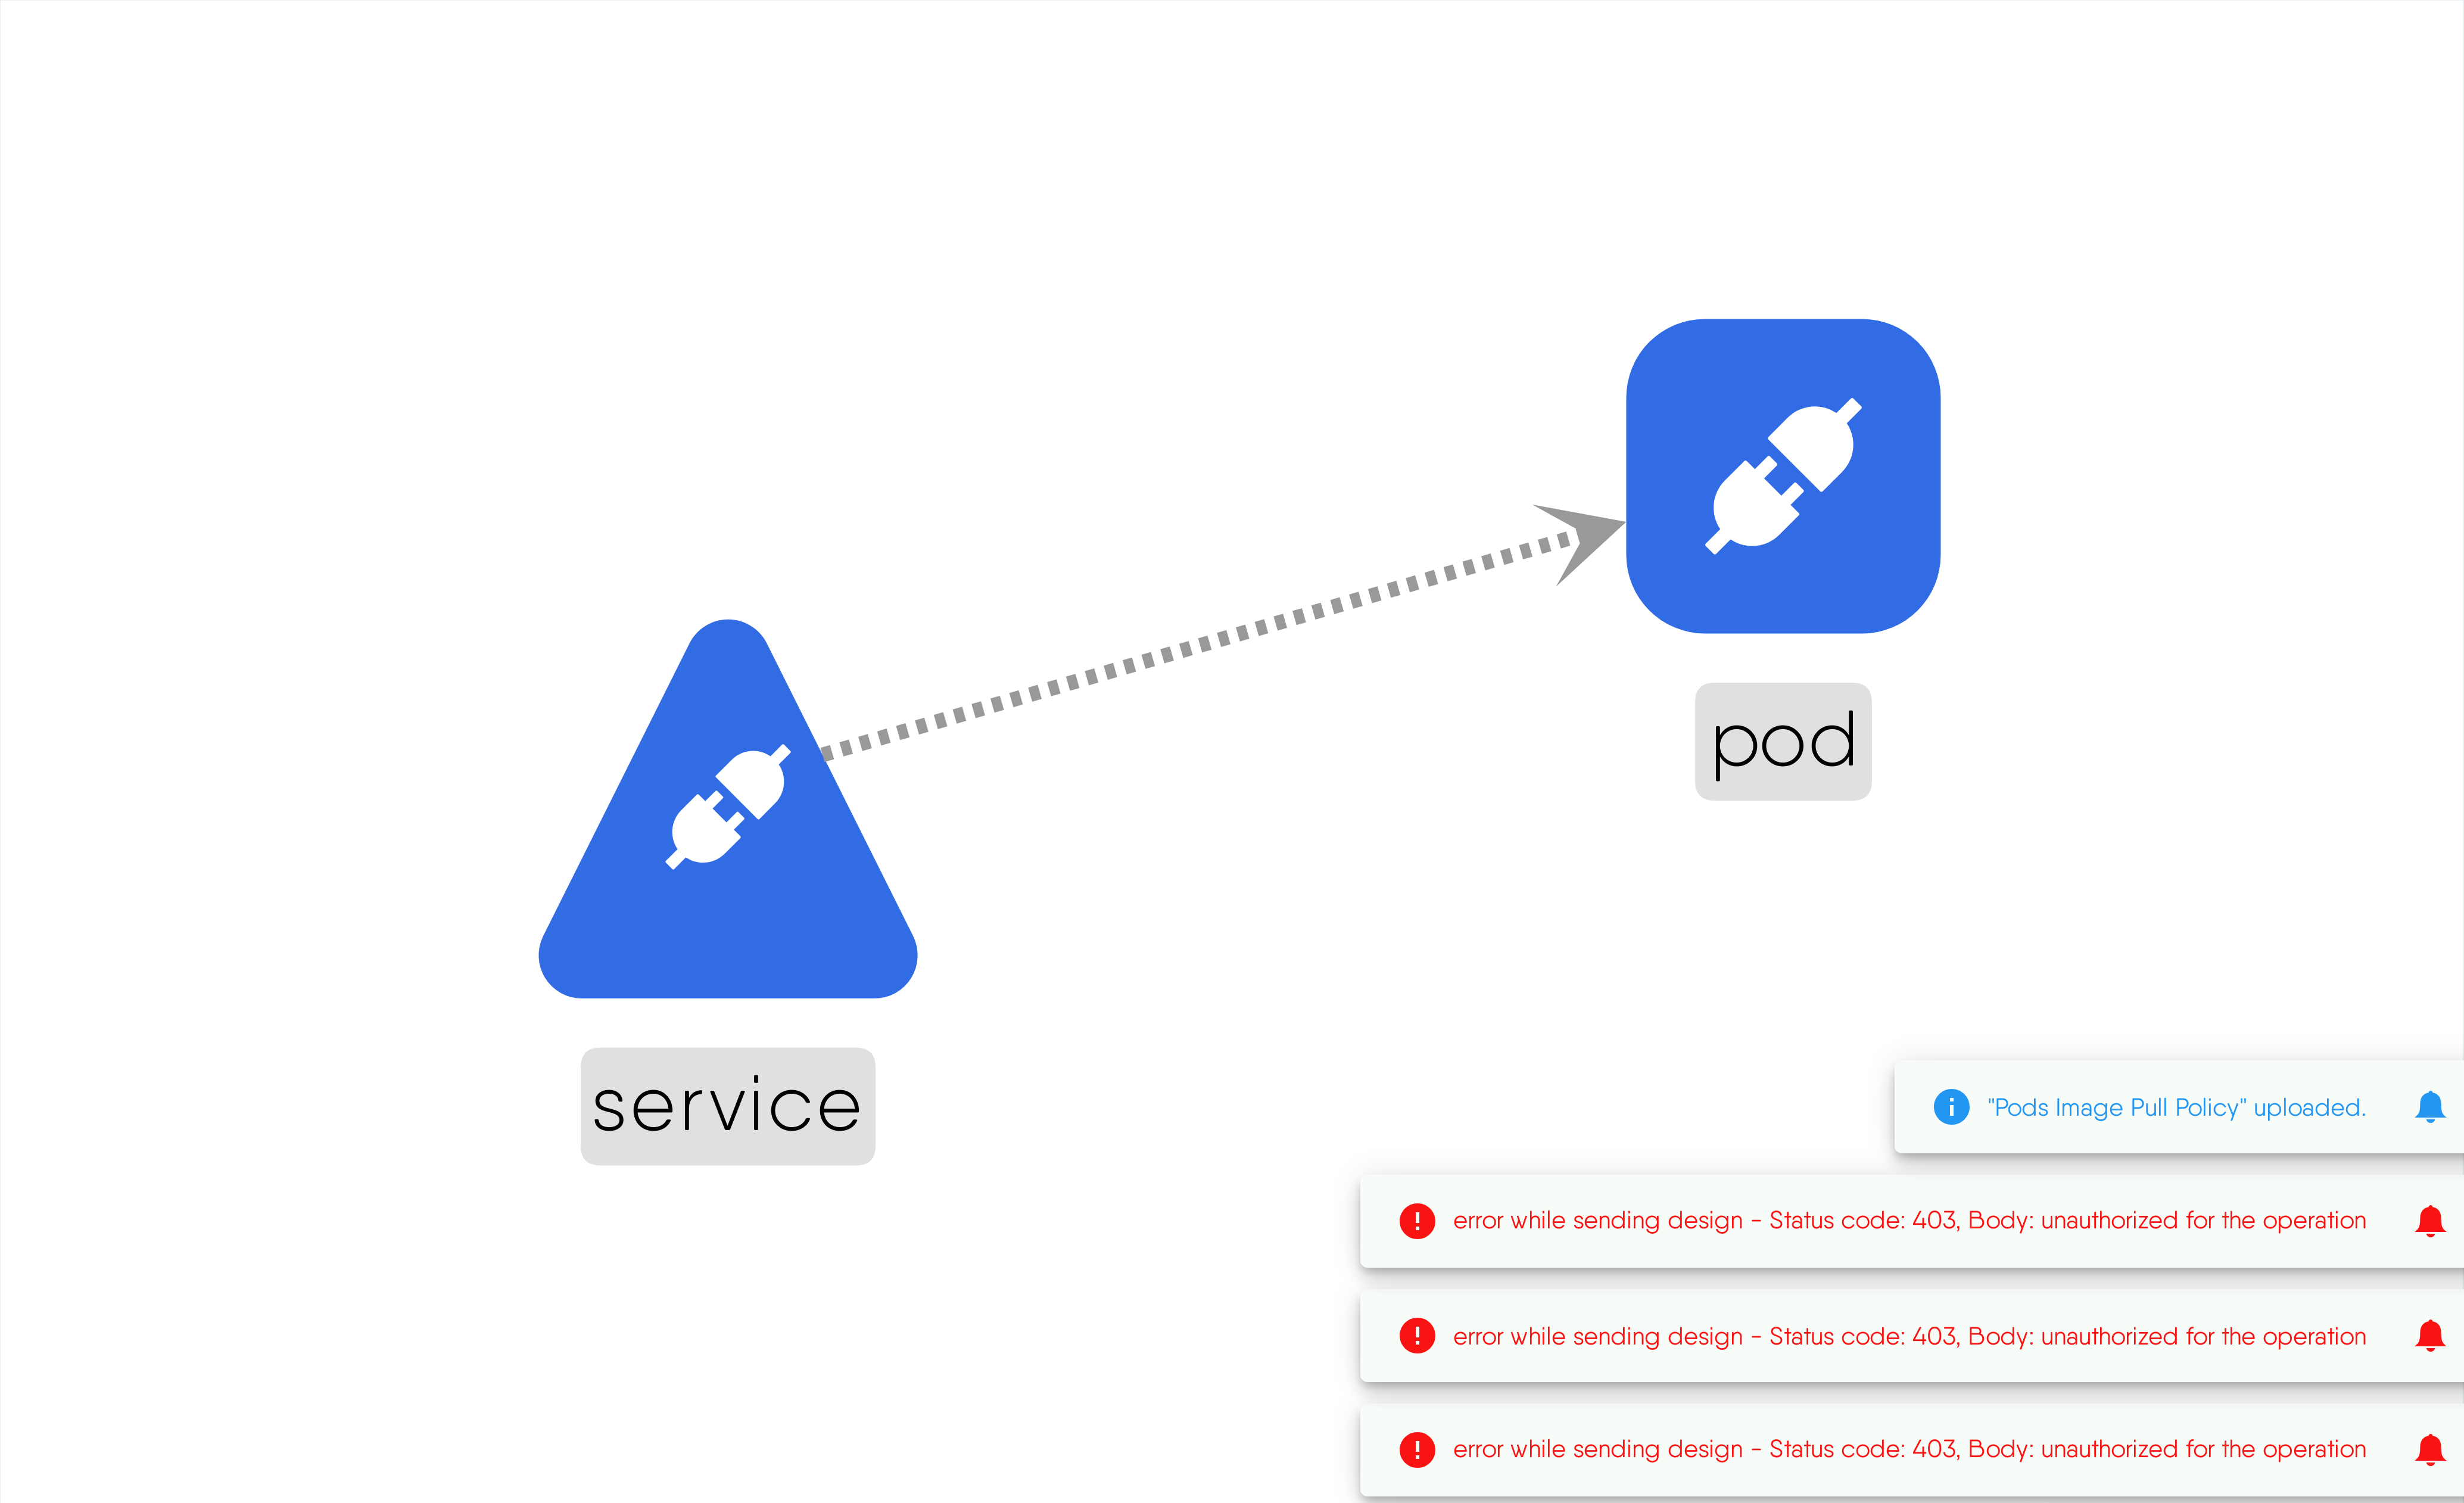 pod
service
"Pods Image Pull Policy" uploaded.
error while sending design - Status code: 403, Body: unauthorized for the operation
error while sending design - Status code: 403, Body: unauthorized for the operation
error while sending design - Status code: 403, Body: unauthorized for the operation